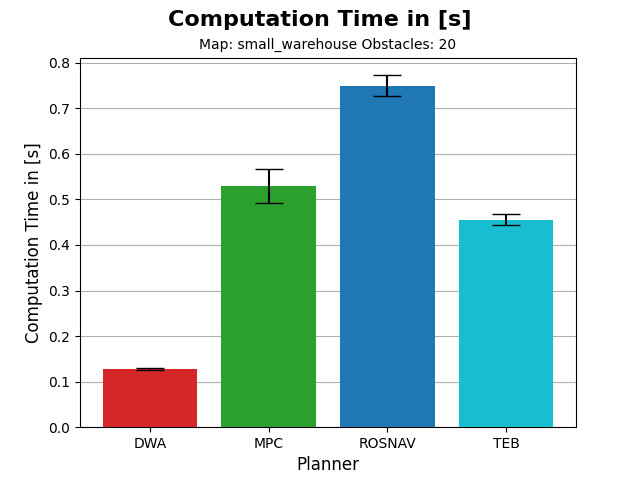 Computation Time in [s]
Map: small_warehouse Obstacles: 20
0.8
0.7
0.6
0.5
0.4
0.3
0.2
0.1
0.0
Computation Time in [s]
DWA MPC ROSNAV TEB
Planner